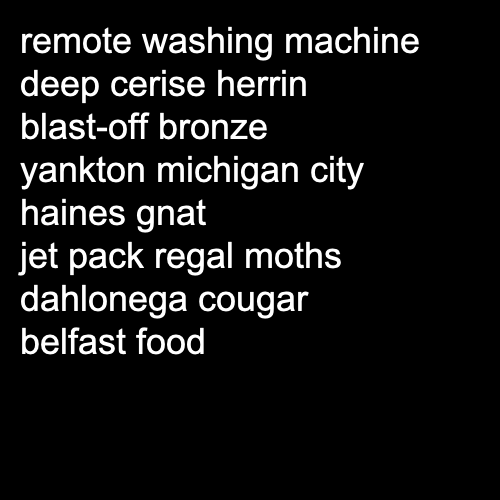 remote washing machine
deep cerise herrin
blast-off bronze
yankton michigan city
haines gnat
jet pack regal moths
dahlonega cougar
belfast food